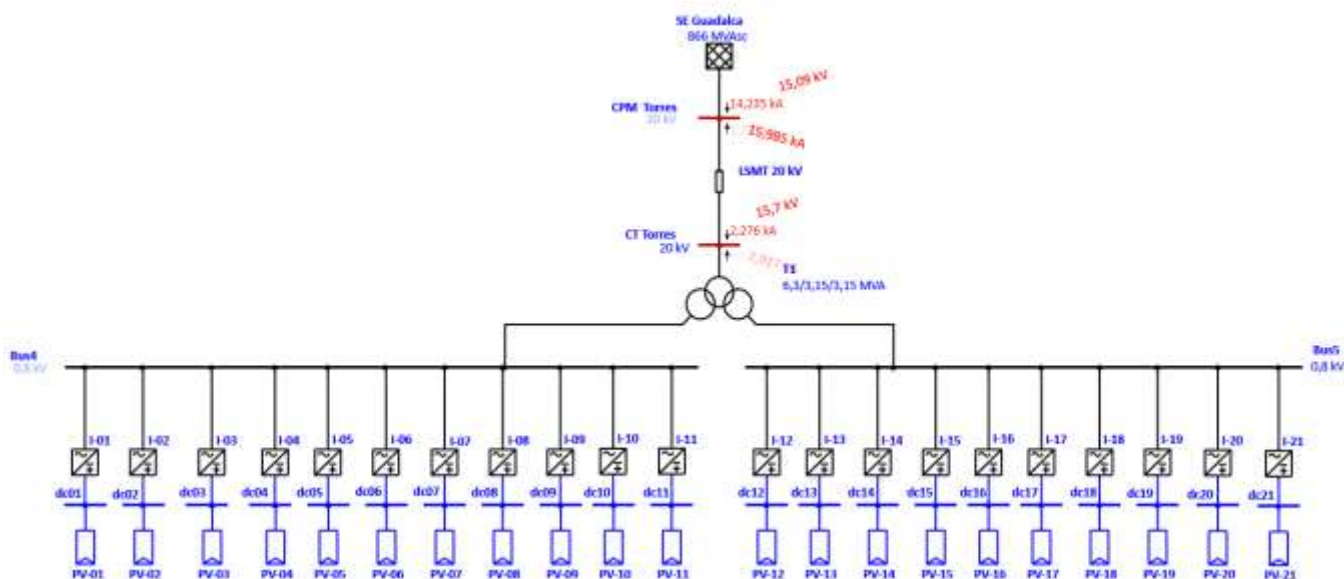 SE Guadalca
866 MVAsc
15,09 kV
14,235 kA
CPM Torres
20 kV
15,995 kA
LSMT 20 kV
15,7 kV
2,276 kA
CT Torres
20 kV
T1
6,3/3,15/3,15 MVA
Bus4
0,8 kV
Bus5
0,8 kV
I-01 I-02 I-03 I-04 I-05 I-06 I-07 I-08 I-09 I-10 I-11 I-12 I-13 I-14 I-15 I-16 I-17 I-18 I-19 I-20 I-21
dc01 dc02 dc03 dc04 dc05 dc06 dc07 dc08 dc09 dc10 dc11 dc12 dc13 dc14 dc15 dc16 dc17 dc18 dc19 dc20 dc21
PV-01 PV-02 PV-03 PV-04 PV-05 PV-06 PV-07 PV-08 PV-09 PV-10 PV-11 PV-12 PV-13 PV-14 PV-15 PV-16 PV-17 PV-18 PV-19 PV-20 PV-21